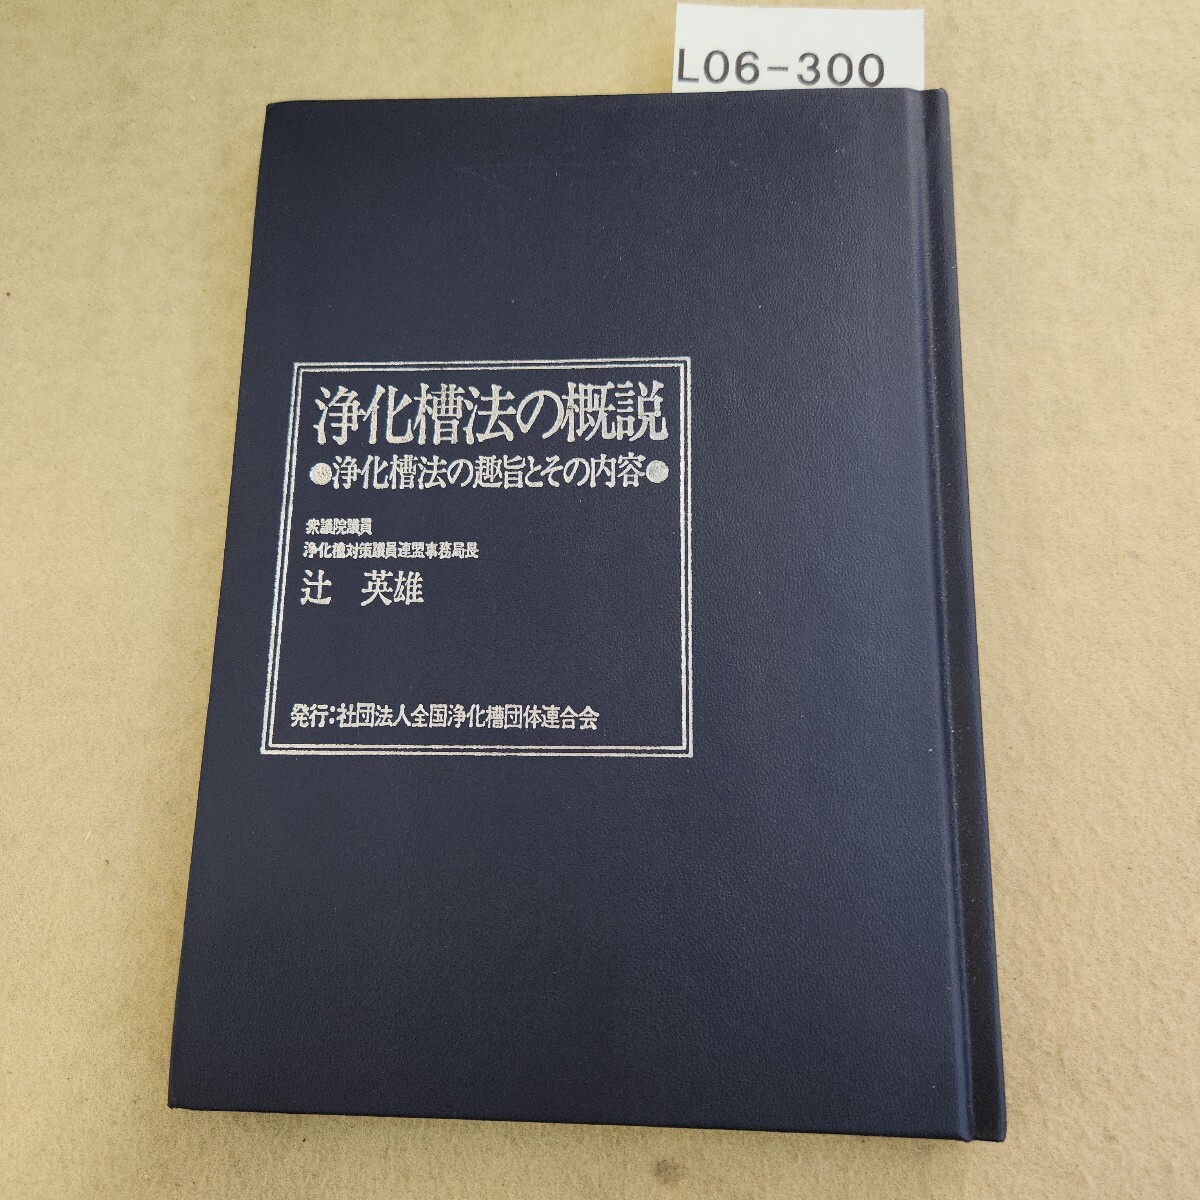 L06-300
浄化槽法の概説
●浄化槽法の趣旨とその内容●
衆議院議員
浄化槽対策議員連盟事務局長
辻 英雄
発行:社団法人全国浄化槽団体連合会